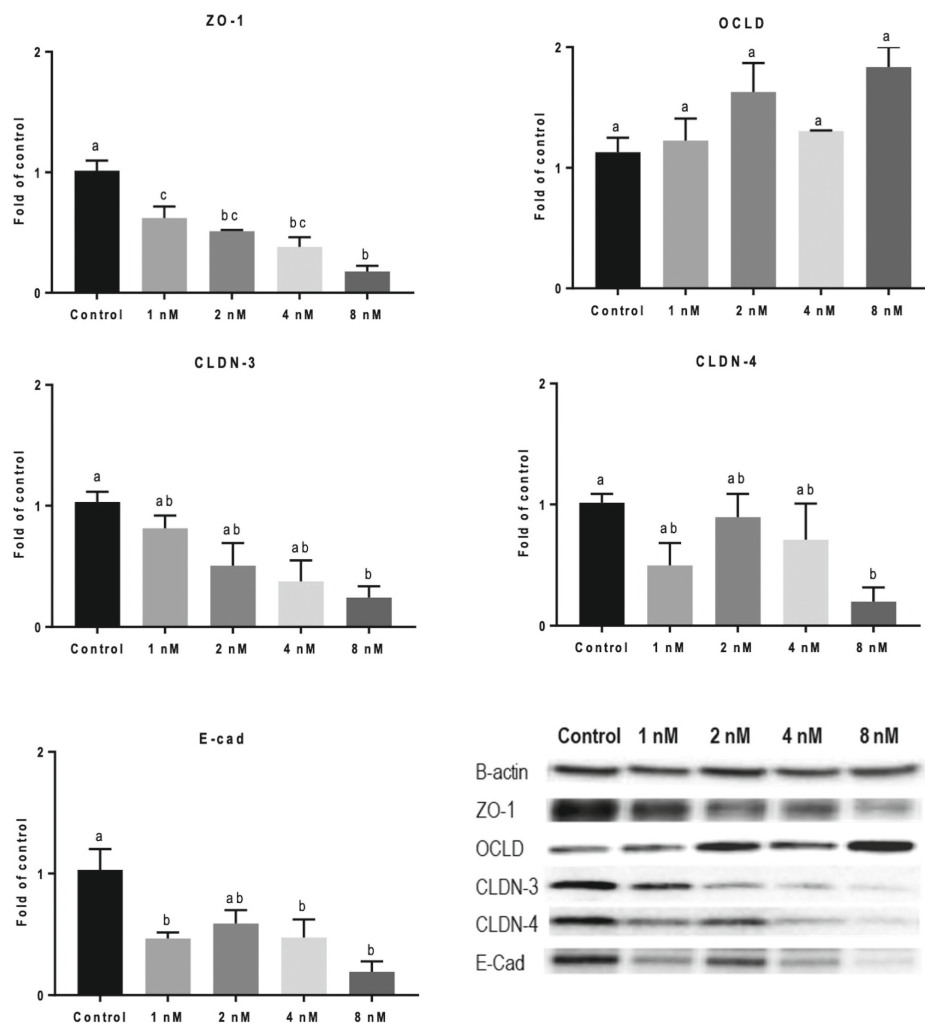 ZO-1
2
a
Fold of control
1
c
b c
b c
b
0
Control 1 nM 2 nM 4 nM 8 nM
OCLD
2
a
a
a
a
a
Fold of control
1
0
Control 1 nM 2 nM 4 nM 8 nM
CLDN-3
2
Fold of control
a
1
a b
a b
a b
b
0
Control 1 nM 2 nM 4 nM 8 nM
CLDN-4
2
Fold of control
a
1
a b
a b
a b
b
0
Control 1 nM 2 nM 4 nM 8 nM
E-cad
2
Fold of control
a
1
b
a b
b
b
0
Control 1 nM 2 nM 4 nM 8 nM
Control 1 nM 2 nM 4 nM 8 nM
B-actin
ZO-1
OCLD
CLDN-3
CLDN-4
E-Cad